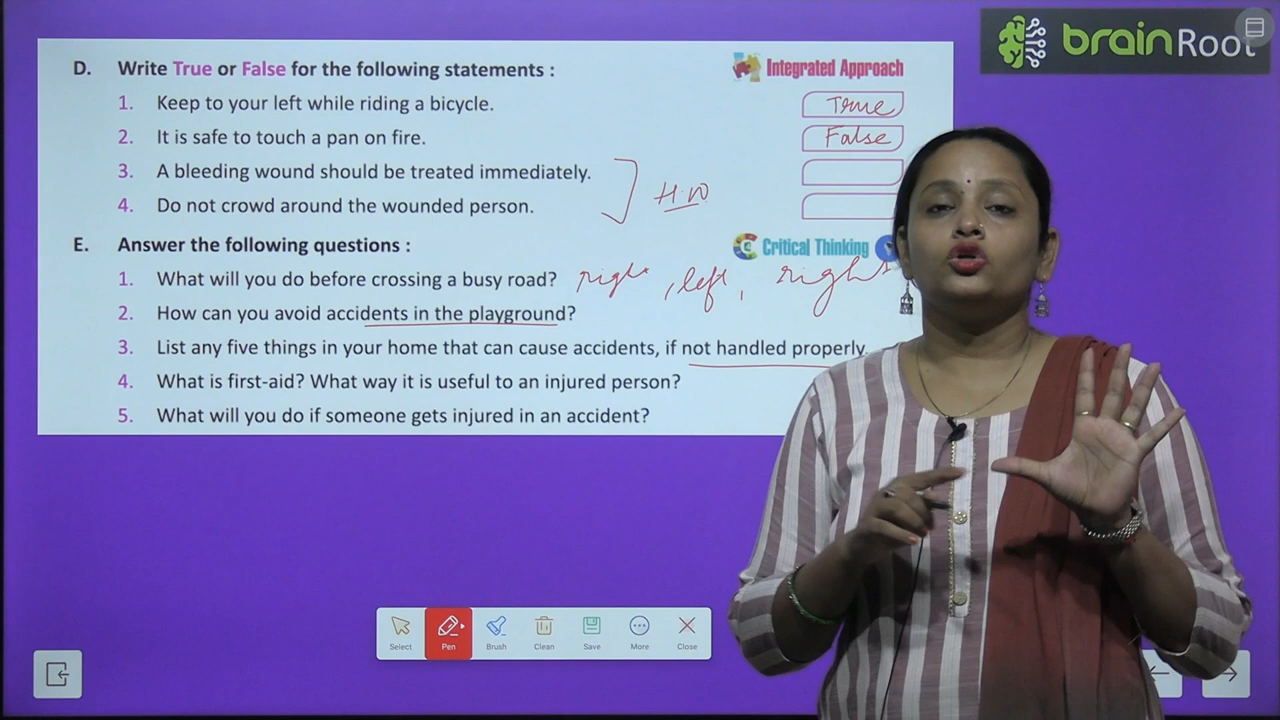 brainRoot
D. Write True or False for the following statements :
Integrated Approach
1. Keep to your left while riding a bicycle. True
2. It is safe to touch a pan on fire. False
3. A bleeding wound should be treated immediately.
H.W
4. Do not crowd around the wounded person.
E. Answer the following questions :
Critical Thinking
1. What will you do before crossing a busy road? right, left, right
2. How can you avoid accidents in the playground?
3. List any five things in your home that can cause accidents, if not handled properly.
4. What is first-aid? What way it is useful to an injured person?
5. What will you do if someone gets injured in an accident?
Select Pen Brush Clean Save More Close